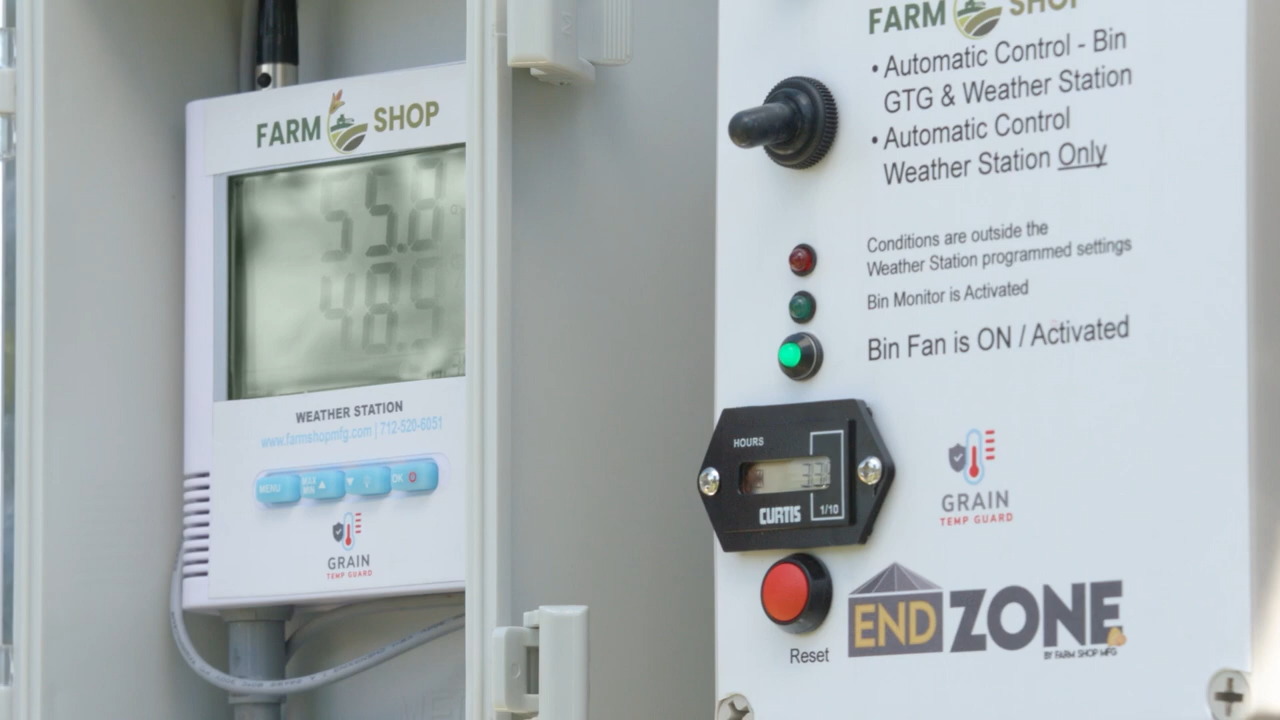 FARM SHOP
WEATHER STATION
www.farmshopmfg.com | 712-520-6051
MENU MAX MIN OK
GRAIN
TEMP GUARD
FARM SHOP
• Automatic Control - Bin
GTG & Weather Station
• Automatic Control
Weather Station Only
Conditions are outside the
Weather Station programmed settings
Bin Monitor is Activated
Bin Fan is ON / Activated
HOURS
CURTIS
1/10
GRAIN
TEMP GUARD
Reset
END ZONE
BY FARM SHOP MFG